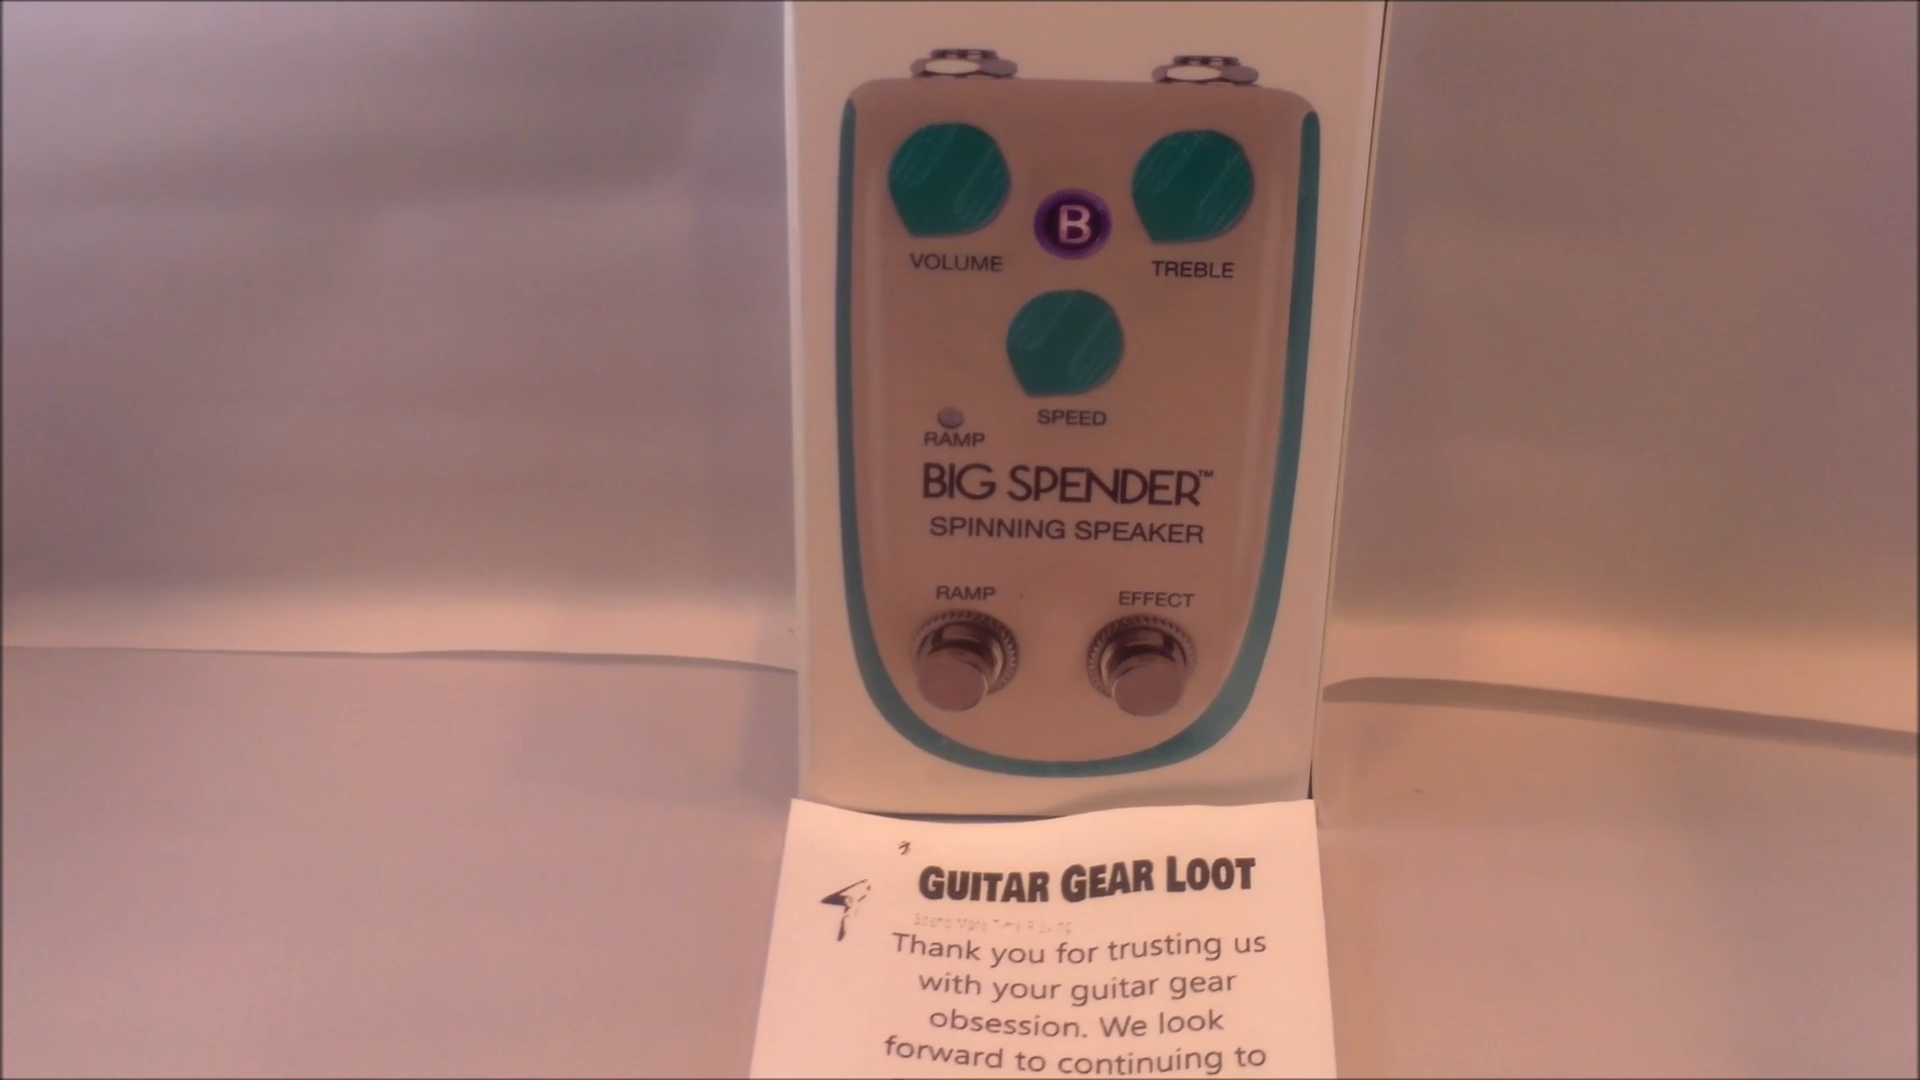 VOLUME
B
TREBLE
SPEED
RAMP
BIG SPENDER™
SPINNING SPEAKER
RAMP
EFFECT
GUITAR GEAR LOOT
Thank you for trusting us
with your guitar gear
obsession. We look
forward to continuing to